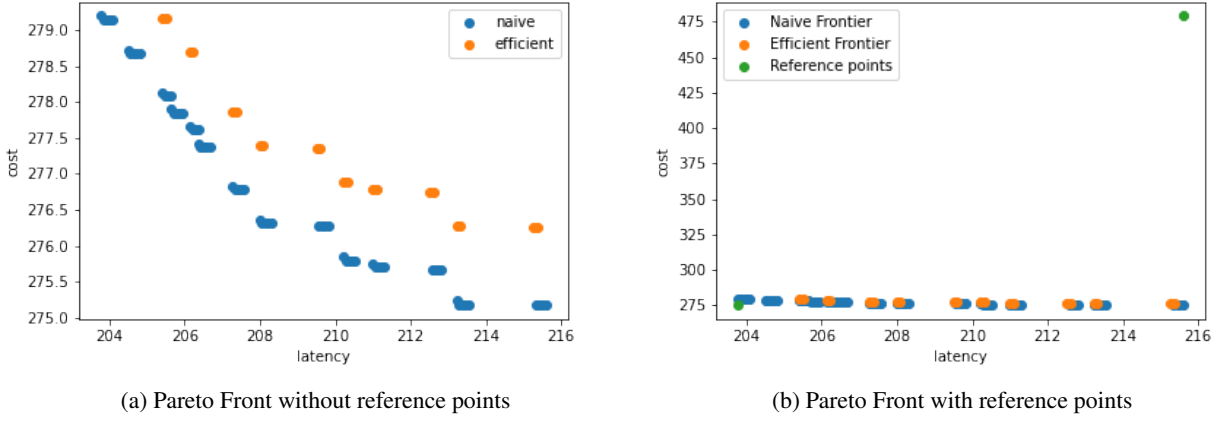 279.0
278.5
278.0
277.5
277.0
276.5
276.0
275.5
275.0
cost
204 206 208 210 212 214 216
latency
naive
efficient
(a) Pareto Front without reference points
475
450
425
400
375
350
325
300
275
cost
204 206 208 210 212 214 216
latency
Naive Frontier
Efficient Frontier
Reference points
(b) Pareto Front with reference points